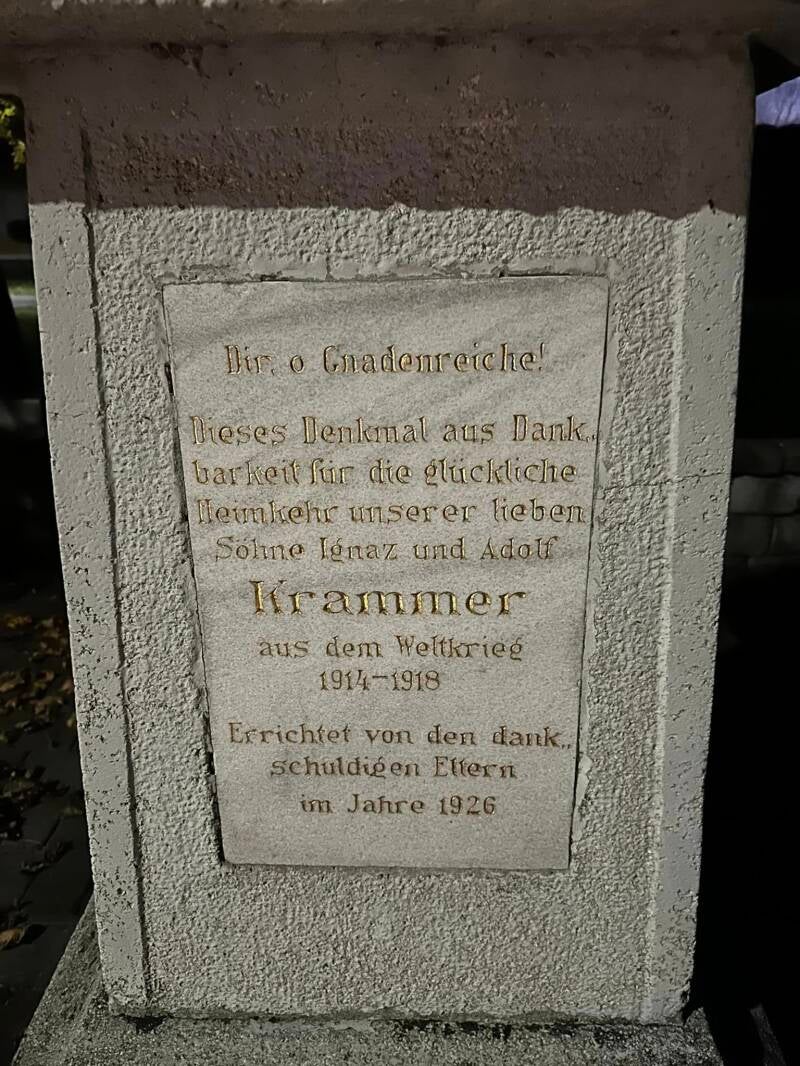 Dir, o Gnadenreiche!
Dieses Denkmal aus Dank„
barkeit für die glückliche
Heimkehr unserer lieben
Söhne Ignaz und Adolf
Krammer
aus dem Weltkrieg
1914-1918
Errichtet von den dank„
schuldigen Eltern
im Jahre 1926